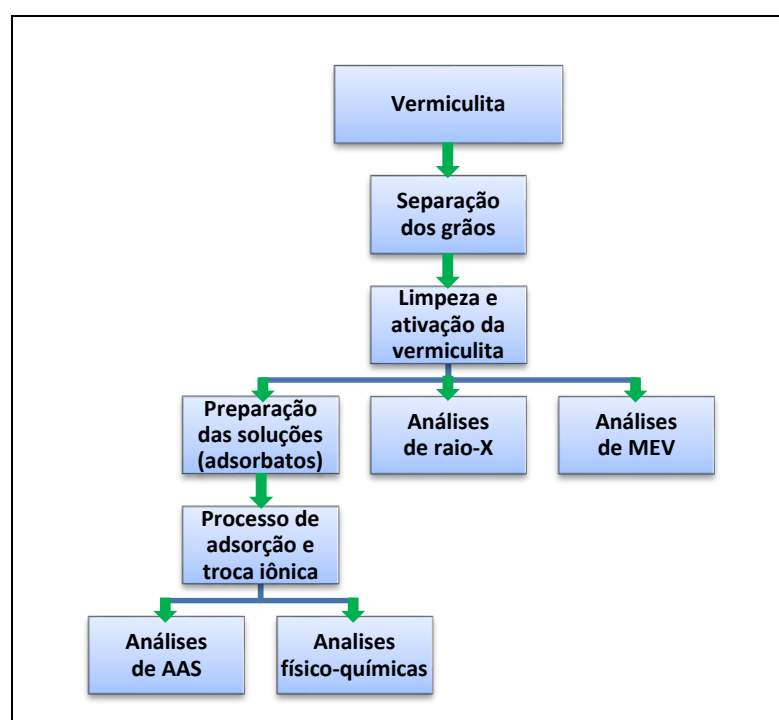 Vermiculita
Separação
dos grãos
Limpeza e
ativação da
vermiculita
Preparação
das soluções
(adsorbatos)
Análises
de raio-X
Análises
de MEV
Processo de
adsorção e
troca iônica
Análises
de AAS
Analises
físico-químicas